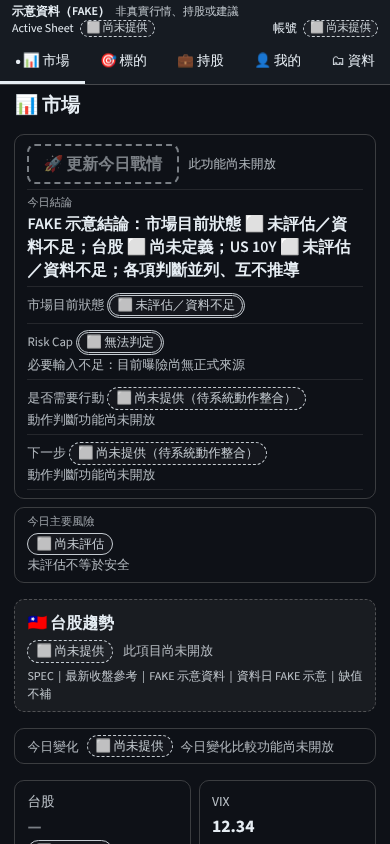 示意資料（FAKE） 非真實行情、持股或建議
Active Sheet ⬜ 尚未提供 帳號 ⬜ 尚未提供
• 📊 市場 🎯 標的 💼 持股 👤 我的 🗂 資料
📊 市場
🚀 更新今日戰情 此功能尚未開放
今日結論
FAKE 示意結論：市場目前狀態 ⬜ 未評估／資
料不足；台股 ⬜ 尚未定義；US 10Y ⬜ 未評估
／資料不足；各項判斷並列、互不推導
市場目前狀態 ⬜ 未評估／資料不足
Risk Cap ⬜ 無法判定
必要輸入不足：目前曝險尚無正式來源
是否需要行動 ⬜ 尚未提供（待系統動作整合）
動作判斷功能尚未開放
下一步 ⬜ 尚未提供（待系統動作整合）
動作判斷功能尚未開放
今日主要風險
⬜ 尚未評估
未評估不等於安全
🇹🇼 台股趨勢
⬜ 尚未提供 此項目尚未開放
SPEC｜最新收盤參考｜FAKE 示意資料｜資料日 FAKE 示意｜缺值
不補
今日變化 ⬜ 尚未提供 今日變化比較功能尚未開放
台股 VIX
— 12.34